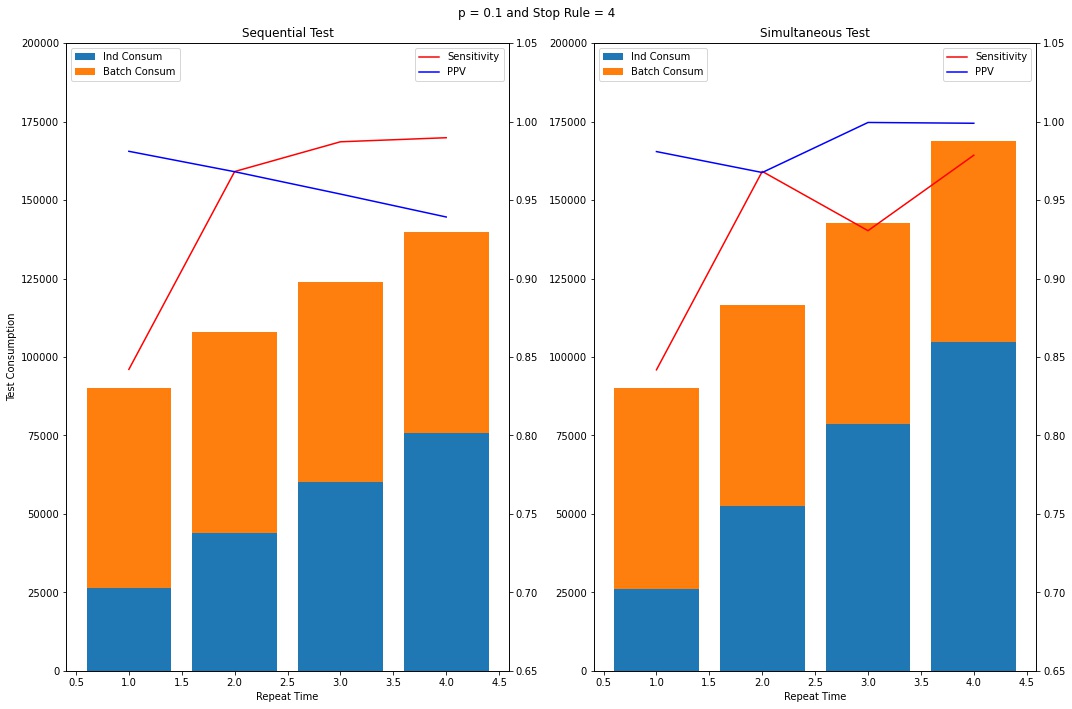 p = 0.1 and Stop Rule = 4
Sequential Test
Ind Consum
Batch Consum
Sensitivity
PPV
200000
175000
150000
125000
100000
75000
50000
25000
0
Test Consumption
1.05
1.00
0.95
0.90
0.85
0.80
0.75
0.70
0.65
0.5 1.0 1.5 2.0 2.5 3.0 3.5 4.0 4.5
Repeat Time
Simultaneous Test
Ind Consum
Batch Consum
Sensitivity
PPV
200000
175000
150000
125000
100000
75000
50000
25000
0
1.05
1.00
0.95
0.90
0.85
0.80
0.75
0.70
0.65
0.5 1.0 1.5 2.0 2.5 3.0 3.5 4.0 4.5
Repeat Time